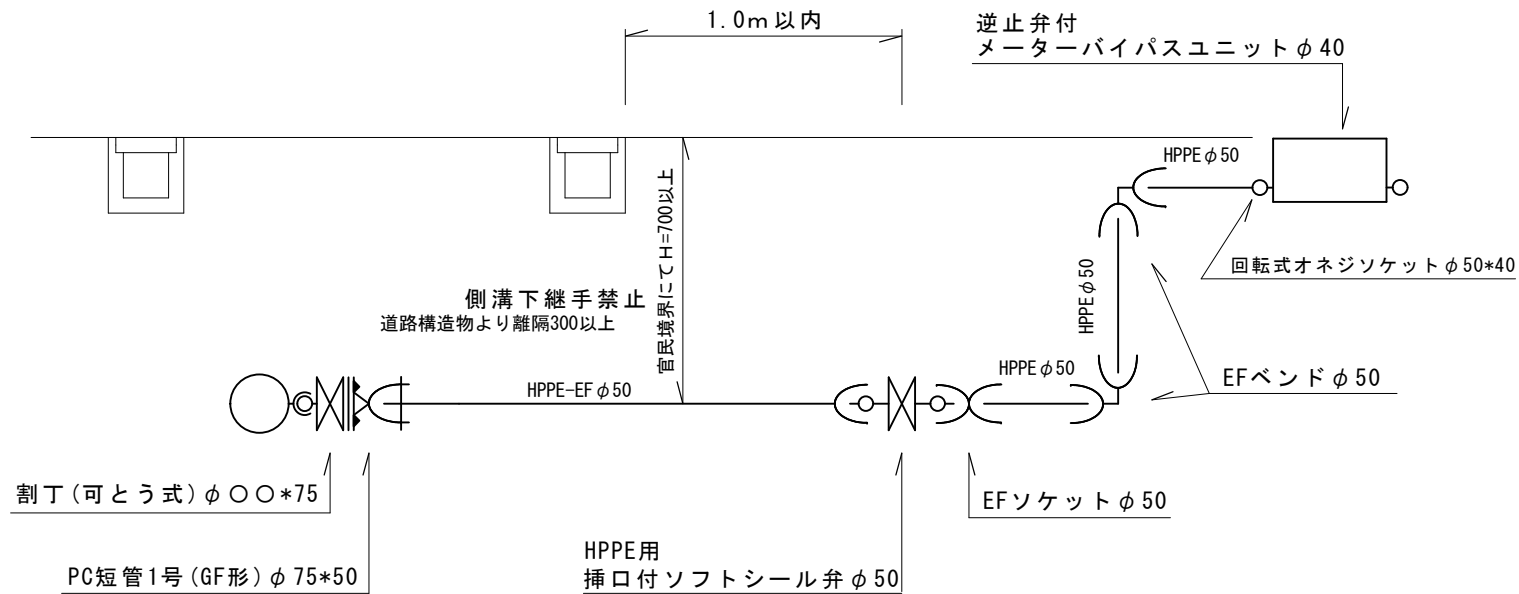 1.0m以内
逆止弁付
メーターバイパスユニットφ40
HPPEφ50
官民境界にてH=700以上
HPPEφ50
回転式オネジソケットφ50*40
側溝下継手禁止
道路構造物より離隔300以上
HPPE-EFφ50
HPPEφ50
EFベンドφ50
割丁(可とう式)φ〇〇*75
EFソケットφ50
PC短管1号(GF形)φ75*50
HPPE用
挿口付ソフトシール弁φ50